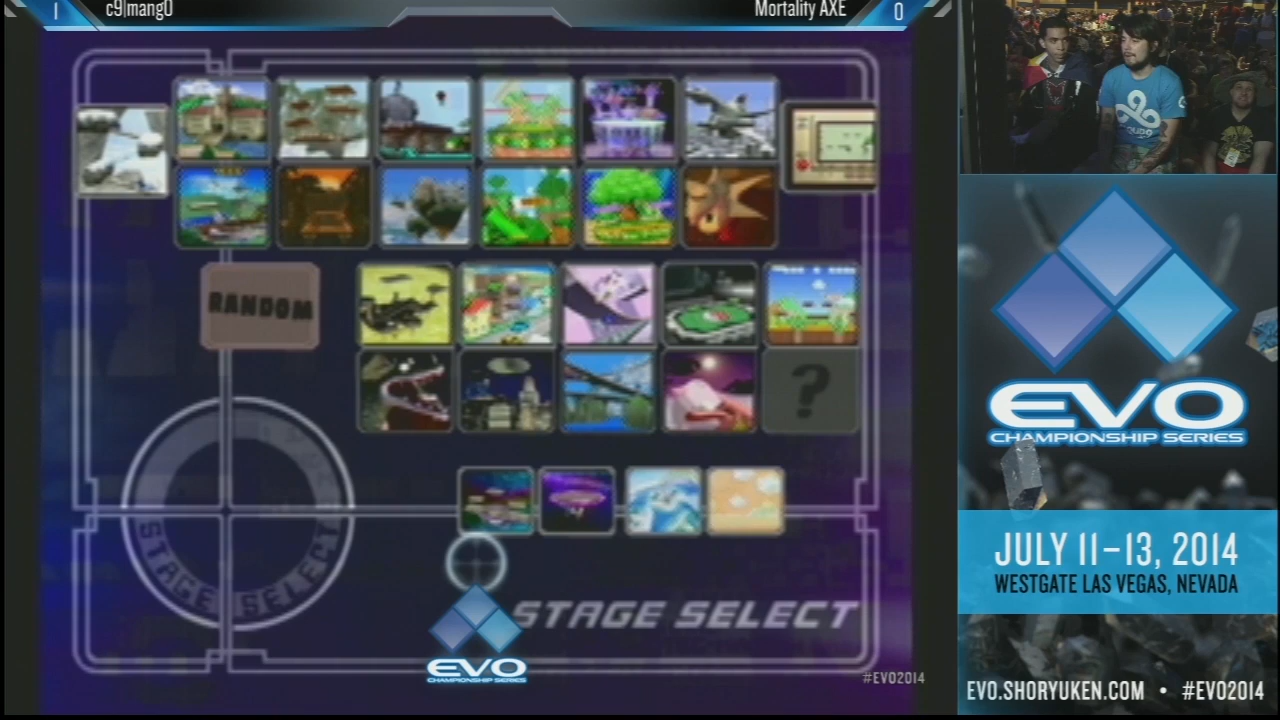 1 c9|mang0 Mortality AXE 0
RANDOM
?
STAGE SELECT
STAGE SELECT
EVO
CHAMPIONSHIP SERIES
#EVO2014
EVO
CHAMPIONSHIP SERIES
JULY 11-13, 2014
WESTGATE LAS VEGAS, NEVADA
EVO.SHORYUKEN.COM • #EVO2014